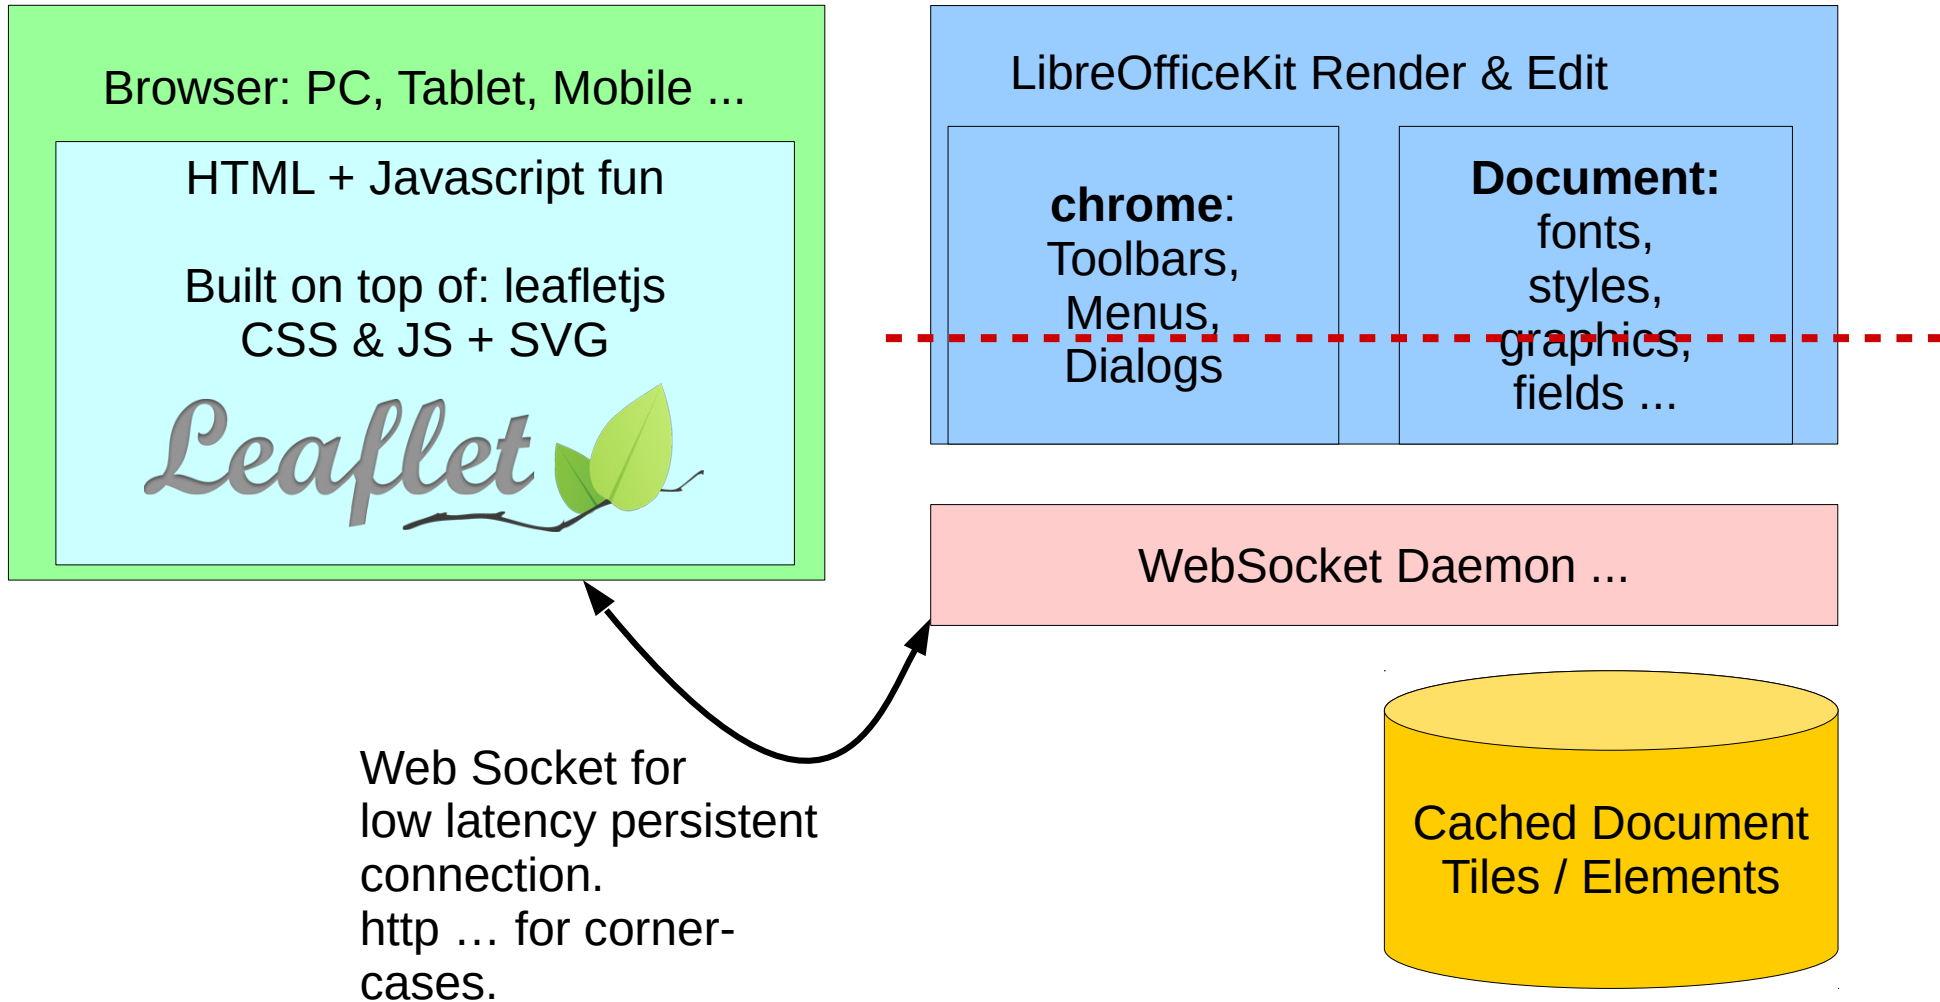 Browser: PC, Tablet, Mobile ...
HTML + Javascript fun
Built on top of: leafletjs
CSS & JS + SVG
Leaflet
LibreOfficeKit Render & Edit
chrome:
Toolbars,
Menus,
Dialogs
Document:
fonts,
styles,
graphics,
fields ...
WebSocket Daemon ...
Web Socket for
low latency persistent
connection.
http … for corner-
cases.
Cached Document
Tiles / Elements